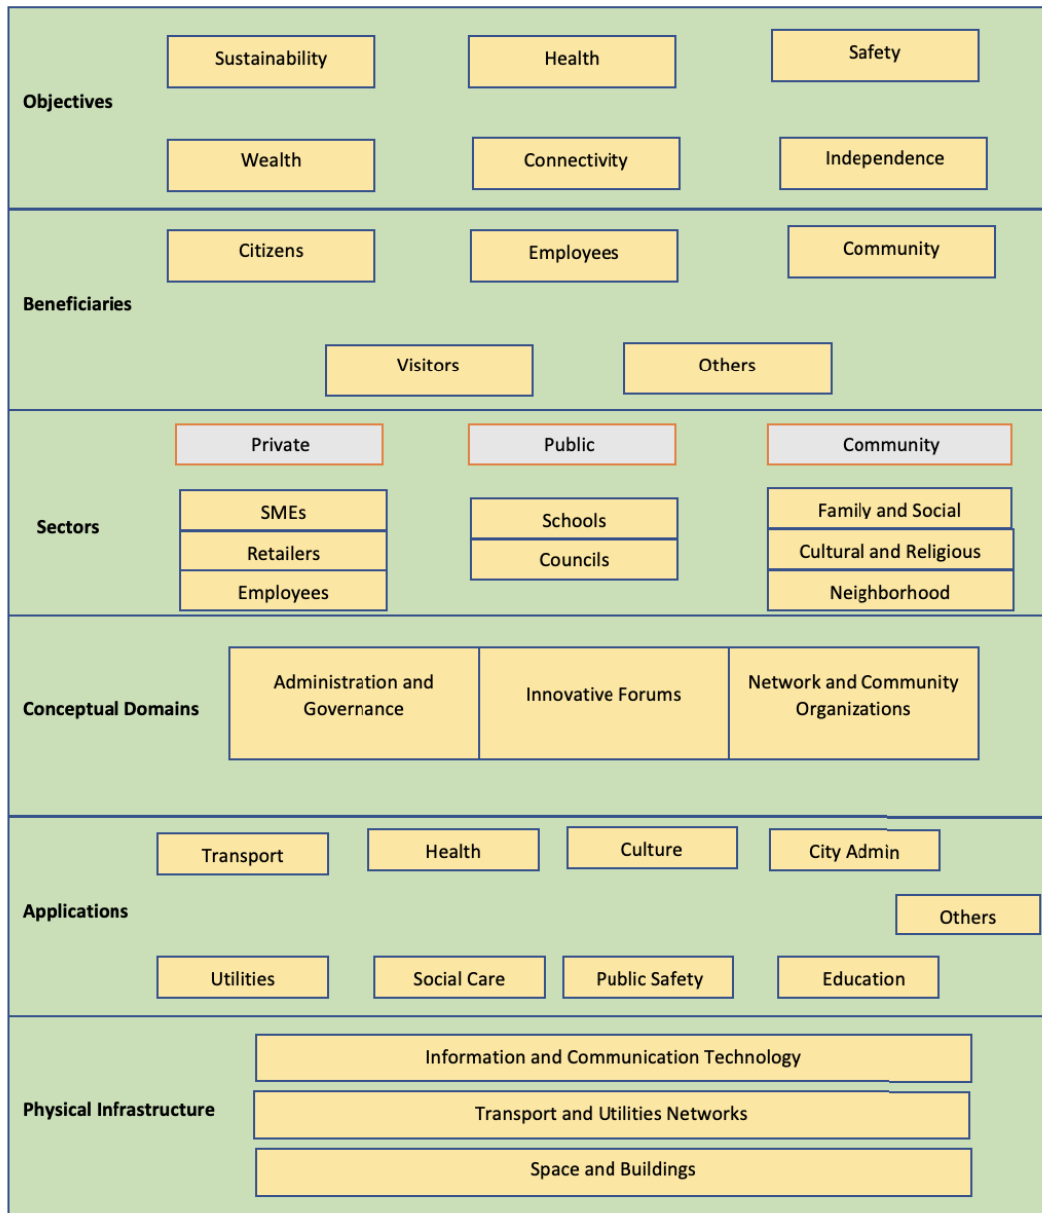 Objectives
Sustainability
Health
Safety
Wealth
Connectivity
Independence
Beneficiaries
Citizens
Employees
Community
Visitors
Others
Sectors
Private
Public
Community
SMEs
Retailers
Employees
Schools
Councils
Family and Social
Cultural and Religious
Neighborhood
Conceptual Domains
Administration and
Governance
Innovative Forums
Network and Community
Organizations
Applications
Transport
Health
Culture
City Admin
Others
Utilities
Social Care
Public Safety
Education
Physical Infrastructure
Information and Communication Technology
Transport and Utilities Networks
Space and Buildings